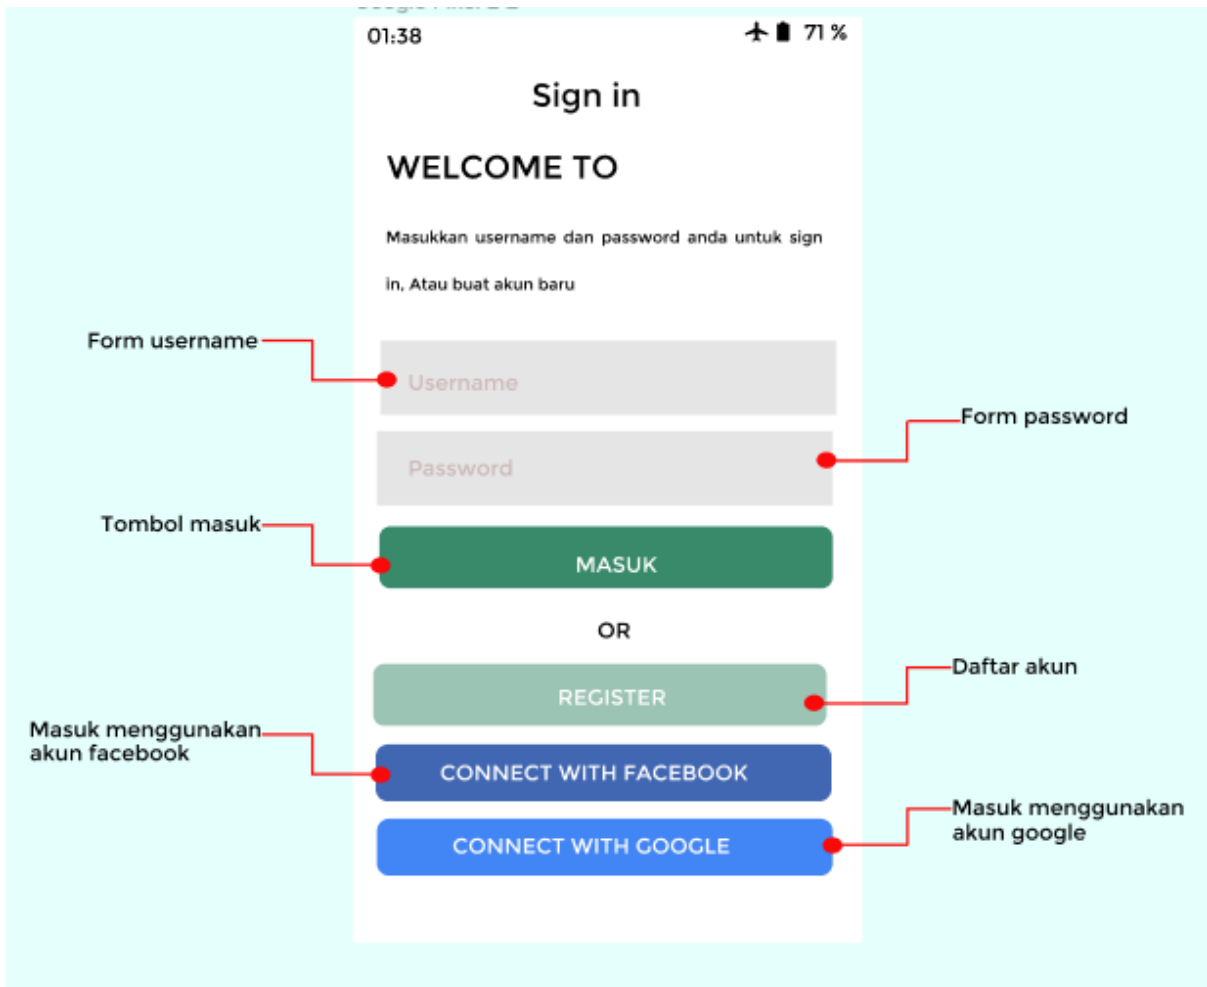 01:38
71 %
Sign in
WELCOME TO
Masukkan username dan password anda untuk sign
in, Atau buat akun baru
Form username
Username
Form password
Password
Tombol masuk
MASUK
OR
Daftar akun
REGISTER
Masuk menggunakan
akun facebook
CONNECT WITH FACEBOOK
Masuk menggunakan
akun google
CONNECT WITH GOOGLE